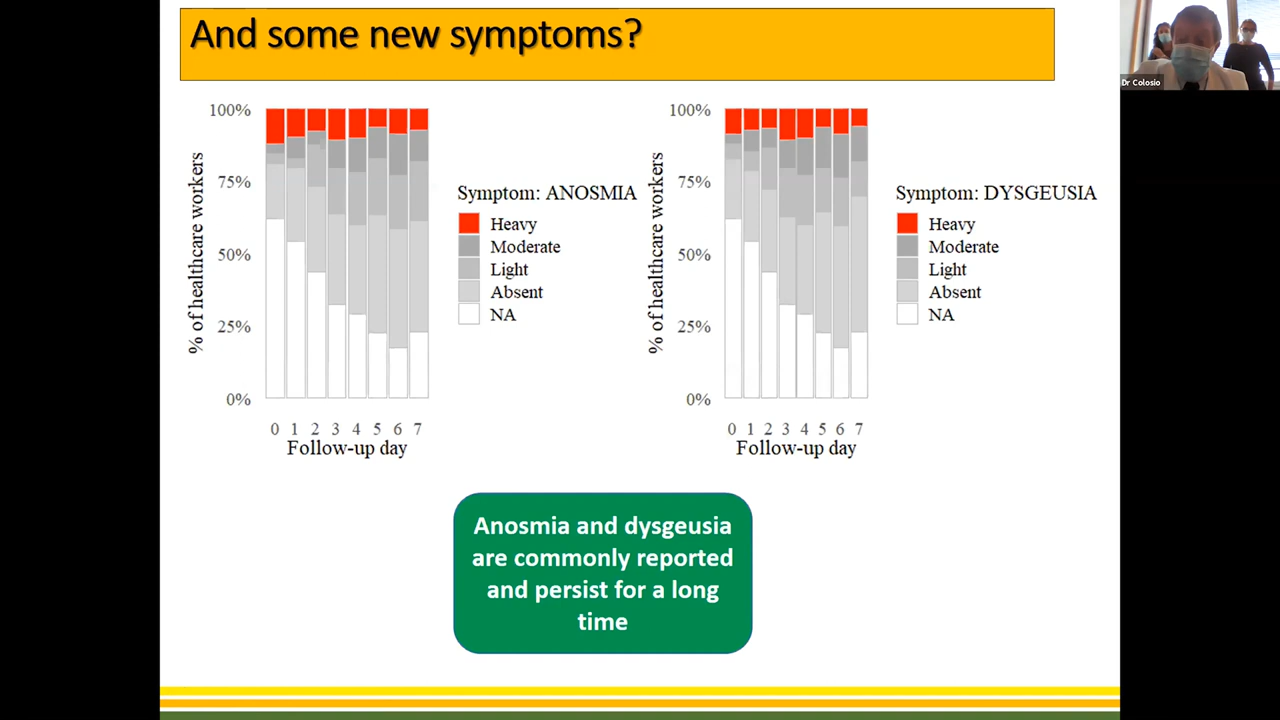 And some new symptoms?
Dr Colosio
100%
75%
50%
25%
0%
% of healthcare workers
0 1 2 3 4 5 6 7
Follow-up day
Symptom: ANOSMIA
Heavy
Moderate
Light
Absent
NA
100%
75%
50%
25%
0%
% of healthcare workers
0 1 2 3 4 5 6 7
Follow-up day
Symptom: DYSGEUSIA
Heavy
Moderate
Light
Absent
NA
Anosmia and dysgeusia
are commonly reported
and persist for a long
time